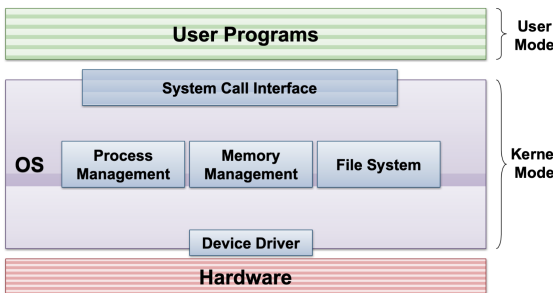 User Programs
User
Mode
System Call Interface
OS
Process
Management
Memory
Management
File System
Kerne
Mode
Device Driver
Hardware